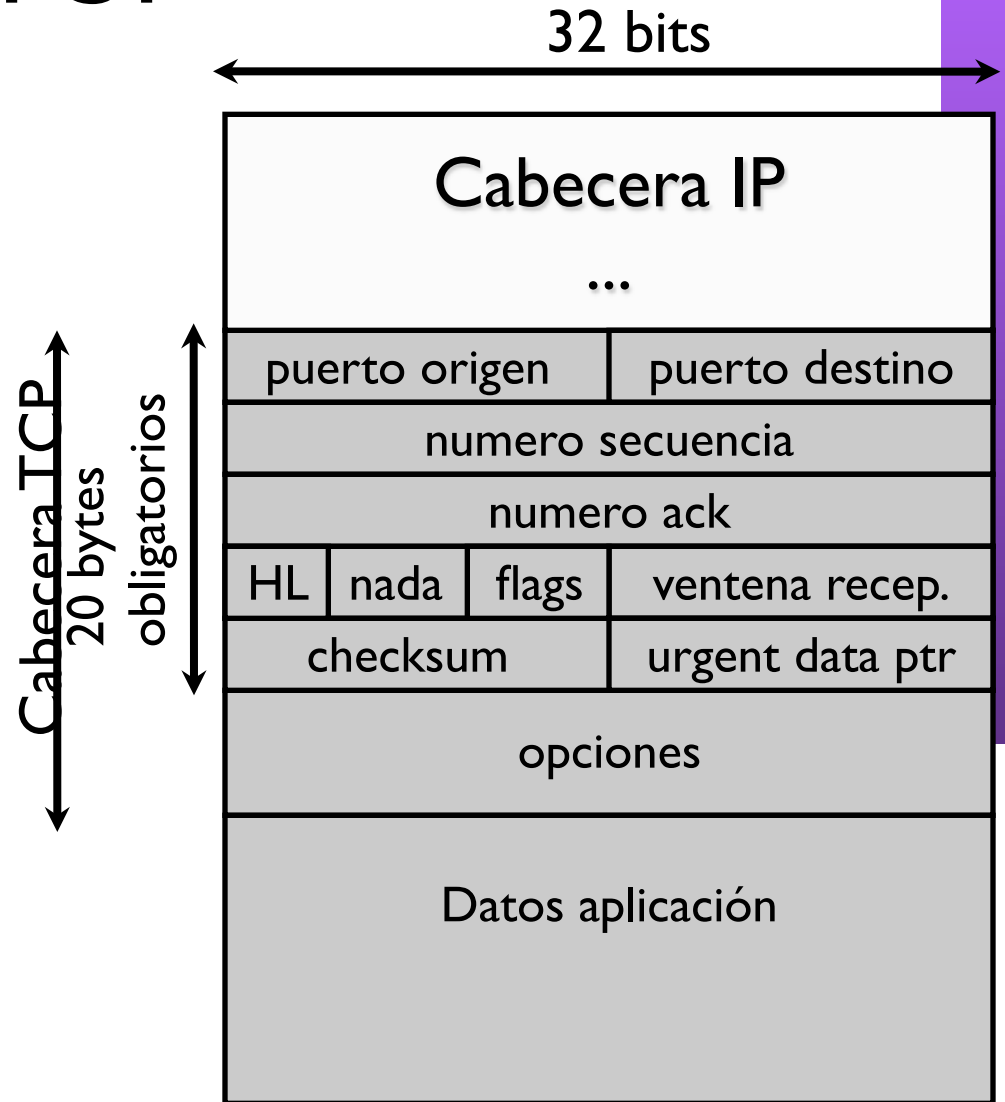 32 bits
Cabecera IP
...
Cabecera TCP
20 bytes
obligatorios
puerto origen puerto destino
numero secuencia
numero ack
HL nada flags ventena recep.
checksum urgent data ptr
opciones
Datos aplicación